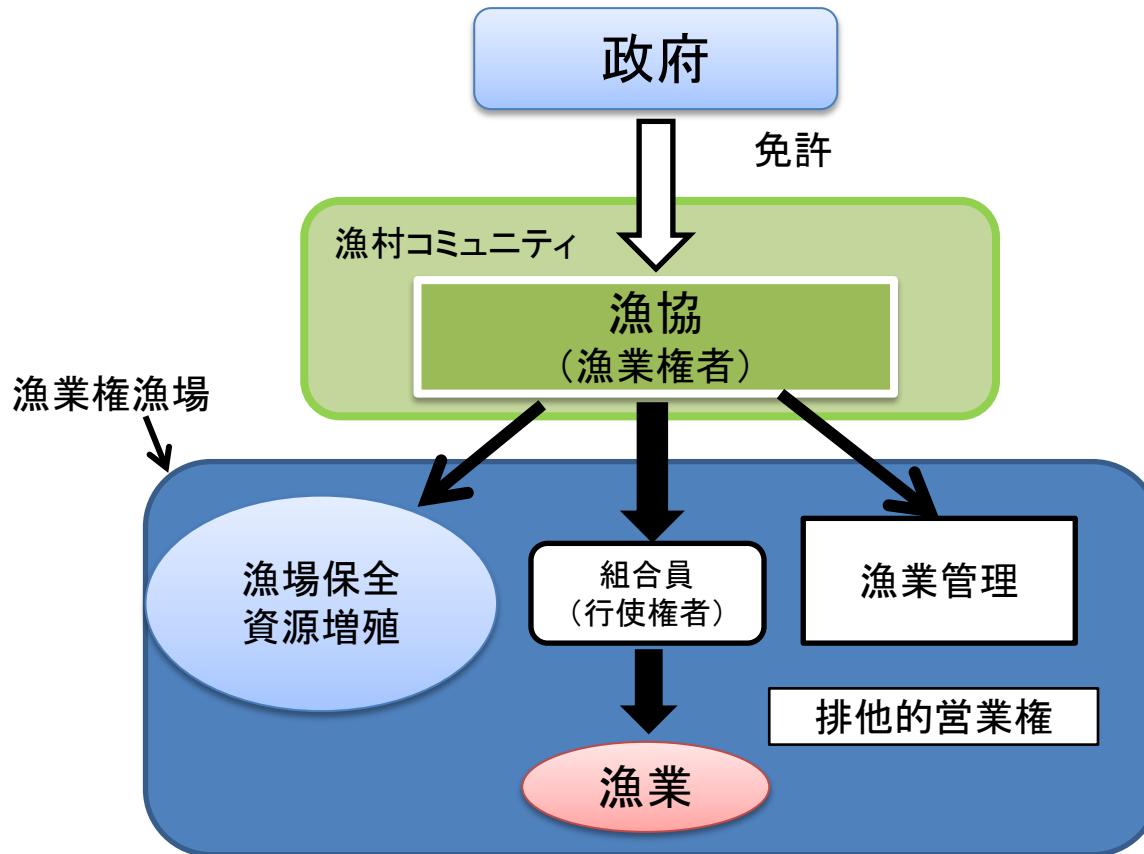 政府
免許
漁村コミュニティ
漁協
（漁業権者）
漁業権漁場
漁場保全
資源増殖
組合員
（行使権者）
漁業管理
排他的営業権
漁業